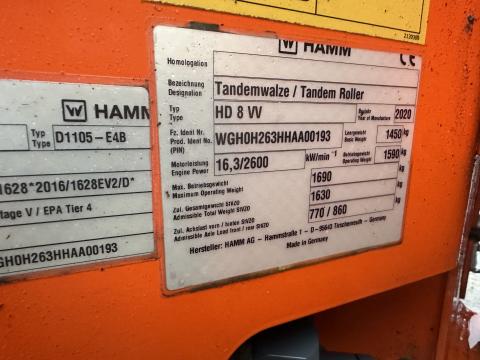 2120309
HAMM
CE
Homologation
Bezeichnung
Designation
Tandemwalze / Tandem Roller
Typ
Type
HD 8 VV
Baujahr
Year of Manufacture
2020
Fz. Ident Nr.
Prod. Ident No.
(PIN)
WGH0H263HHAA00193
Leergewicht
Basic Weight
1450 kg
Motorleistung
Engine Power
16,3/2600
kW/min⁻¹
Betriebsgewicht
Operating Weight
1590 kg
Max. Betriebsgewicht
Maximum Operating Weight
1690 kg
Zul. Gesamtgewicht StVZO
Admissible Total Weight StVZO
1630 kg
Zul. Achslast vorn / hinten StVZO
Admissible Axle Load front / rear StVZO
770 / 860 kg
Hersteller: HAMM AG – Hammstraße 1 – D-95643 Tirschenreuth – Germany
Made in Germany
HAMM
Typ
Type
D1105-E4B
1628*2016/1628EV2/D*
tage V / EPA Tier 4
GH0H263HHAA00193